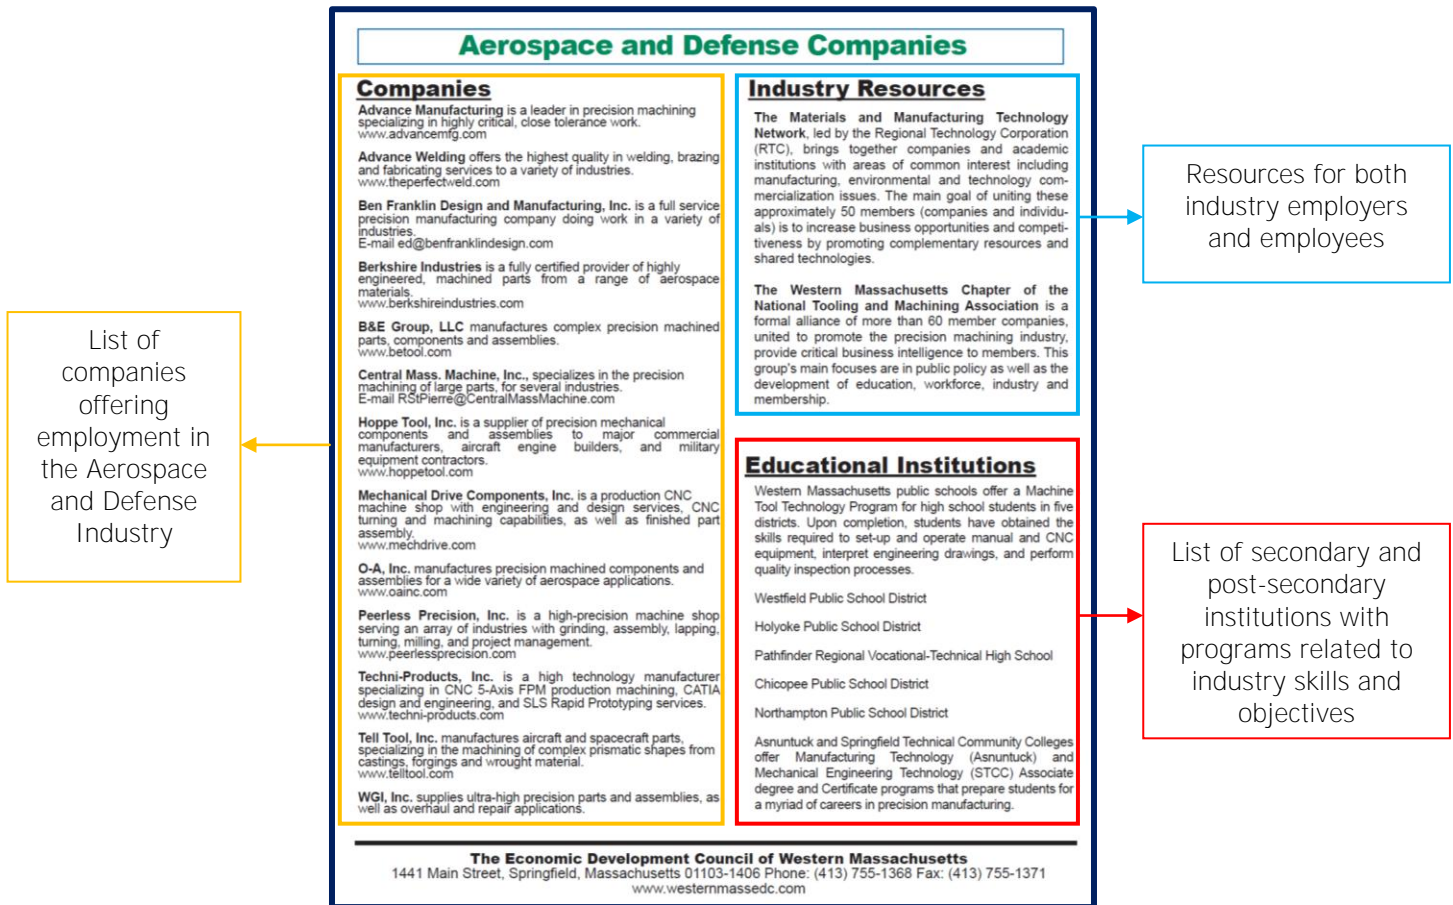 Aerospace and Defense Companies
Companies
Advance Manufacturing is a leader in precision machining
specializing in highly critical, close tolerance work.
www.advancemfg.com
Advance Welding offers the highest quality in welding, brazing
and fabricating services to a variety of industries.
www.theperfectweld.com
Ben Franklin Design and Manufacturing, Inc. is a full service
precision manufacturing company doing work in a variety of
industries.
E-mail ed@benfranklindesign.com
Berkshire Industries is a fully certified provider of highly
engineered, machined parts from a range of aerospace
materials.
www.berkshireindustries.com
B&E Group, LLC manufactures complex precision machined
parts, components and assemblies.
www.betool.com
Central Mass. Machine, Inc., specializes in the precision
machining of large parts, for several industries.
E-mail RStPierre@CentralMassMachine.com
Hoppe Tool, Inc. is a supplier of precision mechanical
components and assemblies to major commercial
manufacturers, aircraft engine builders, and military
equipment contractors.
www.hoppetool.com
Mechanical Drive Components, Inc. is a production CNC
machine shop with engineering and design services, CNC
turning and machining capabilities, as well as finished part
assembly.
www.mechdrive.com
O-A, Inc. manufactures precision machined components and
assemblies for a wide variety of aerospace applications.
www.oainc.com
Peerless Precision, Inc. is a high-precision machine shop
serving an array of industries with grinding, assembly, lapping,
turning, milling, and project management.
www.peerlessprecision.com
Techni-Products, Inc. is a high technology manufacturer
specializing in CNC 5-Axis FPM production machining, CATIA
design and engineering, and SLS Rapid Prototyping services.
www.techni-products.com
Tell Tool, Inc. manufactures aircraft and spacecraft parts,
specializing in the machining of complex prismatic shapes from
castings, forgings and wrought material.
www.telltool.com
WGI, Inc. supplies ultra-high precision parts and assemblies, as
well as overhaul and repair applications.
Industry Resources
The Materials and Manufacturing Technology
Network, led by the Regional Technology Corporation
(RTC), brings together companies and academic
institutions with areas of common interest including
manufacturing, environmental and technology com-
mercialization issues. The main goal of uniting these
approximately 50 members (companies and individu-
als) is to increase business opportunities and competi-
tiveness by promoting complementary resources and
shared technologies.
The Western Massachusetts Chapter of the
National Tooling and Machining Association is a
formal alliance of more than 60 member companies,
united to promote the precision machining industry,
provide critical business intelligence to members. This
group's main focuses are in public policy as well as the
development of education, workforce, industry and
membership.
Educational Institutions
Western Massachusetts public schools offer a Machine
Tool Technology Program for high school students in five
districts. Upon completion, students have obtained the
skills required to set-up and operate manual and CNC
equipment, interpret engineering drawings, and perform
quality inspection processes.
Westfield Public School District
Holyoke Public School District
Pathfinder Regional Vocational-Technical High School
Chicopee Public School District
Northampton Public School District
Asnuntuck and Springfield Technical Community Colleges
offer Manufacturing Technology (Asnuntuck) and
Mechanical Engineering Technology (STCC) Associate
degree and Certificate programs that prepare students for
a myriad of careers in precision manufacturing.
The Economic Development Council of Western Massachusetts
1441 Main Street, Springfield, Massachusetts 01103-1406 Phone: (413) 755-1368 Fax: (413) 755-1371
www.westernmassedc.com
List of
companies
offering
employment in
the Aerospace
and Defense
Industry
Resources for both
industry employers
and employees
List of secondary and
post-secondary
institutions with
programs related to
industry skills and
objectives